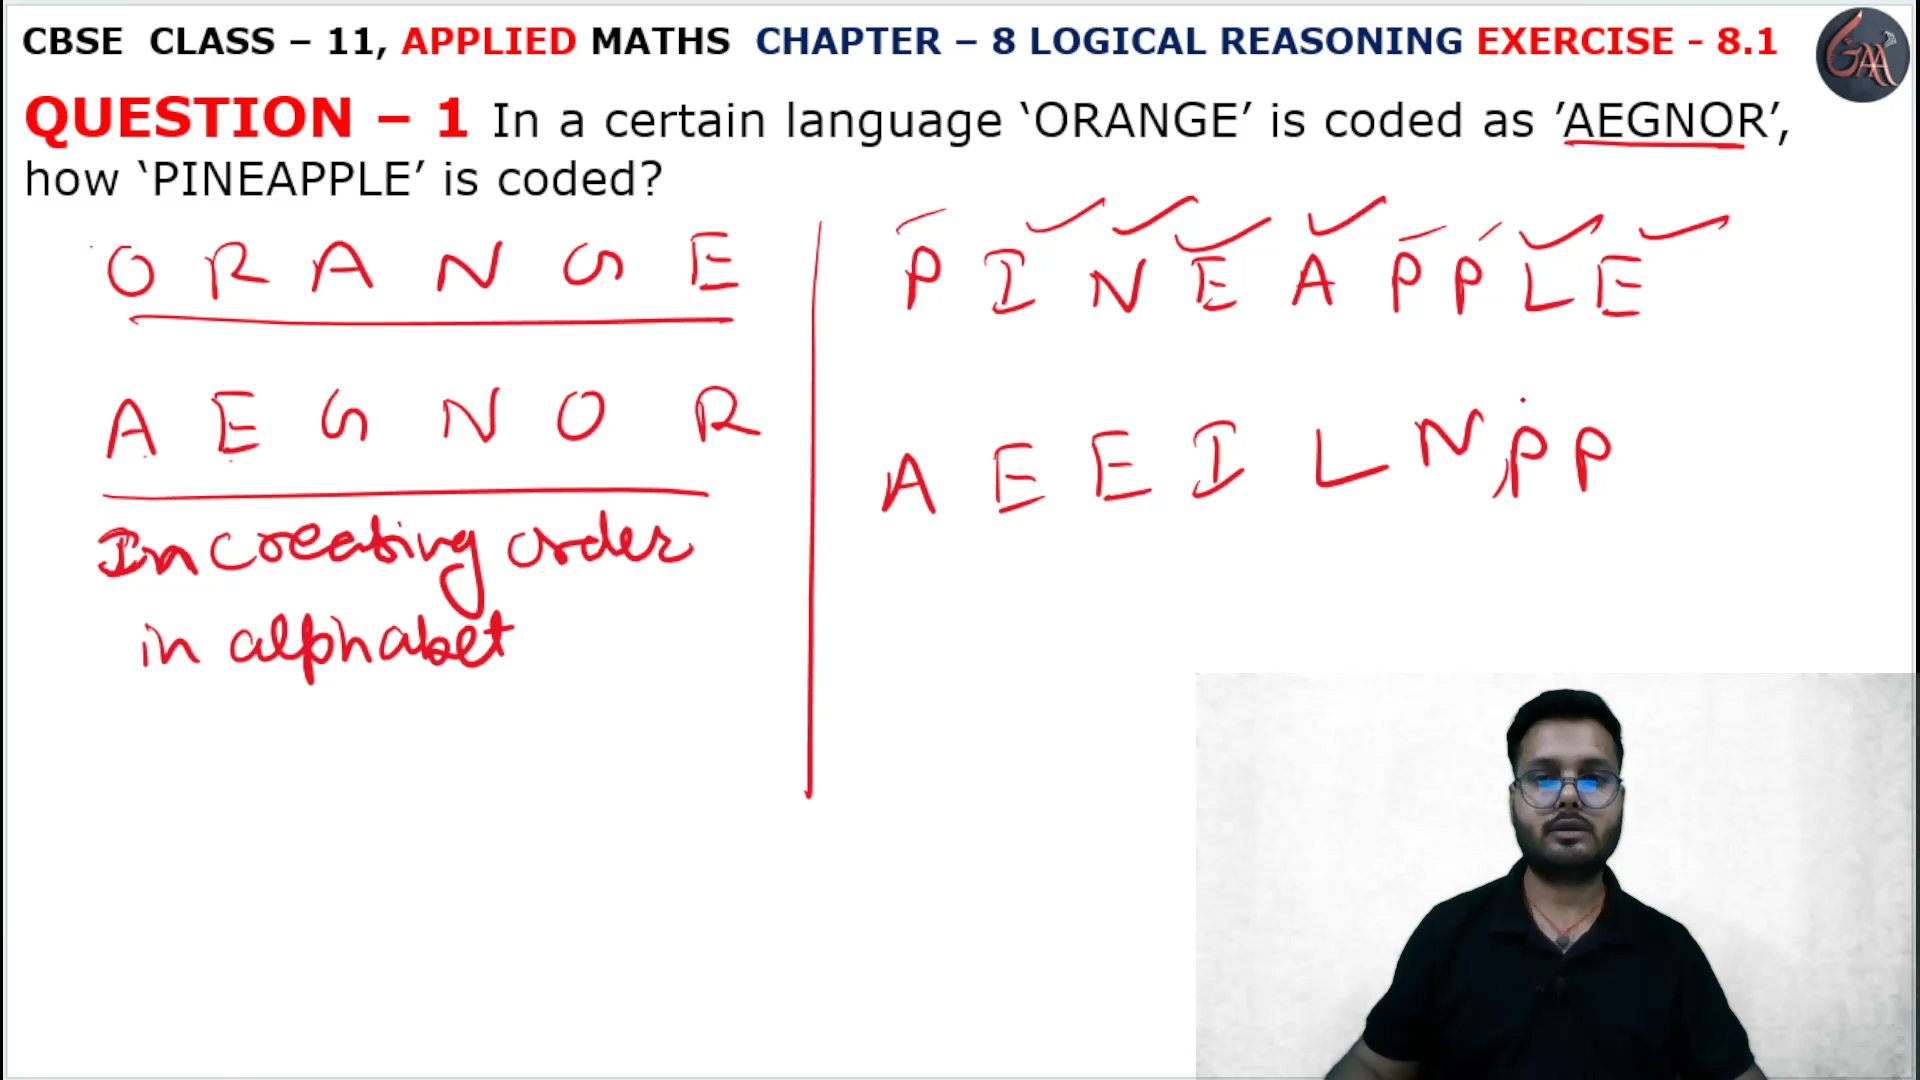 CBSE CLASS – 11, APPLIED MATHS CHAPTER – 8 LOGICAL REASONING EXERCISE - 8.1
QUESTION – 1 In a certain language ‘ORANGE’ is coded as ’AEGNOR’,
how ‘PINEAPPLE’ is coded?
O R A N G E
A E G N O R
Increasing order
in alphabet
P I N E A P P L E
A E E I L N P P
GAA